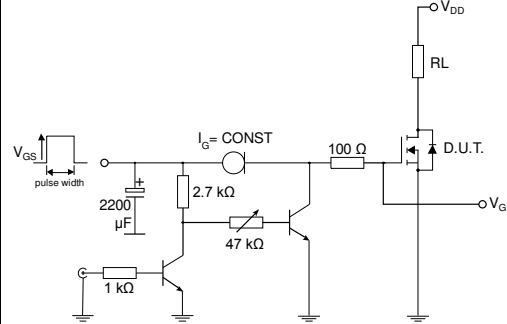 VDD
RL
IG= CONST
100 Ω
D.U.T.
VGS
pulse width
+
2200
μF
2.7 kΩ
VG
47 kΩ
1 kΩ